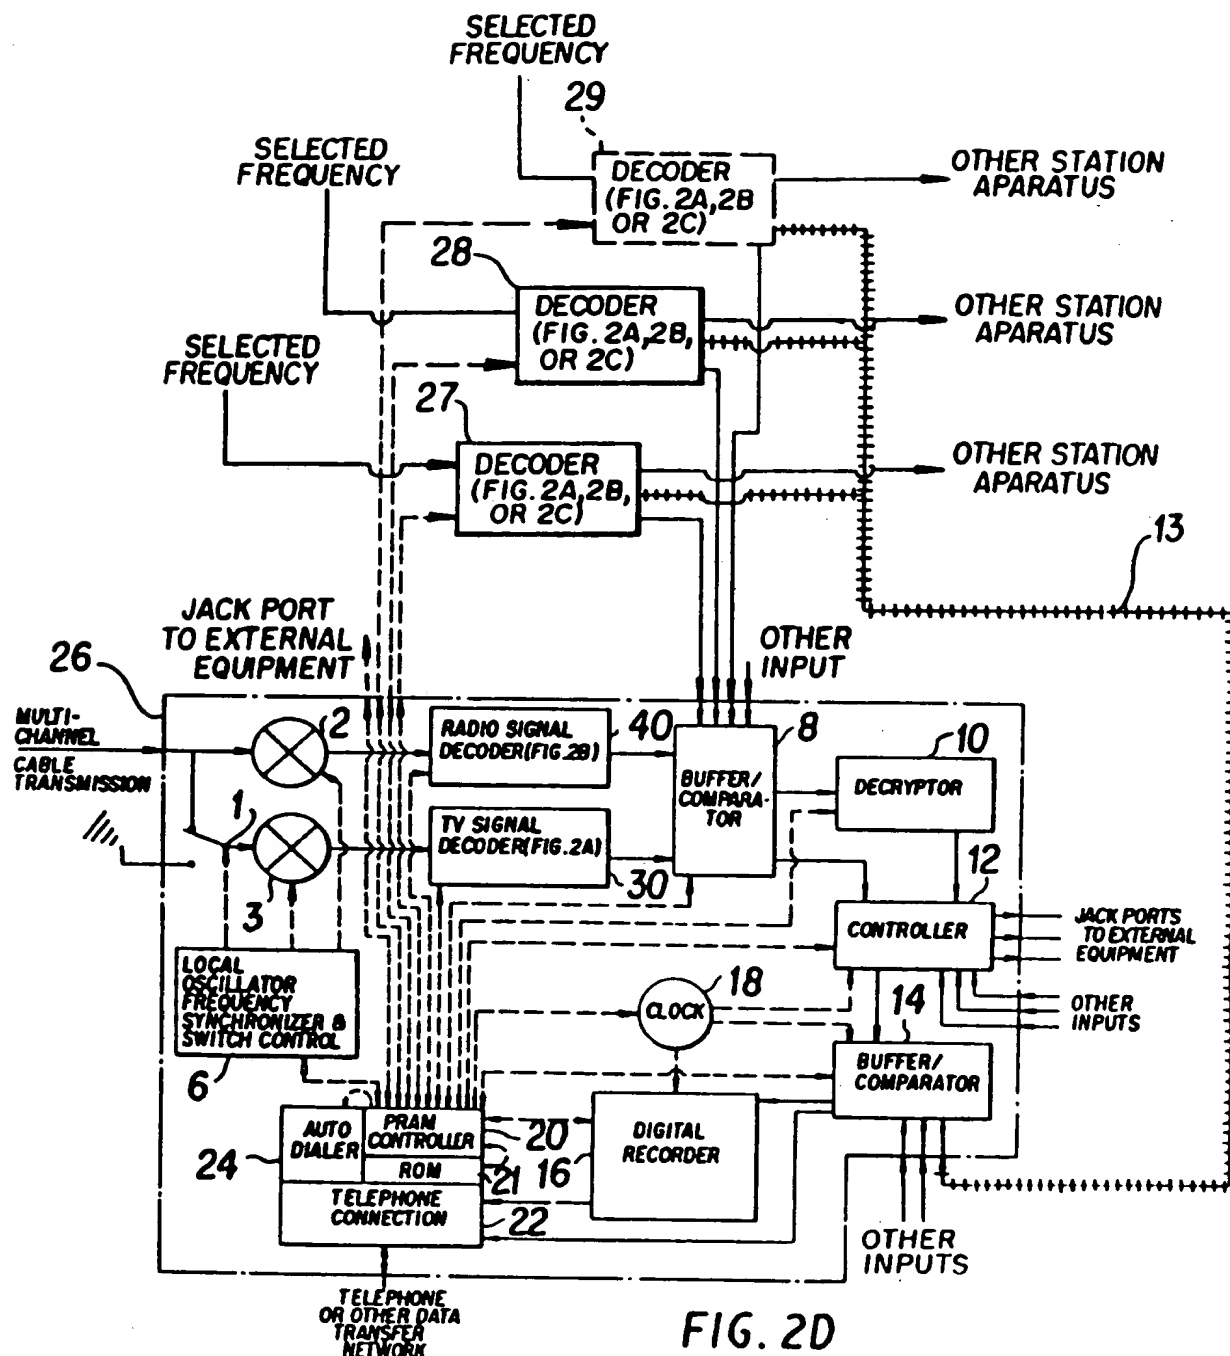 SELECTED
FREQUENCY
29
SELECTED
FREQUENCY
DECODER
(FIG. 2A, 2B
OR 2C)
OTHER STATION
APARATUS
28
DECODER
(FIG. 2A, 2B,
OR 2C)
OTHER STATION
APARATUS
SELECTED
FREQUENCY
27
DECODER
(FIG. 2A, 2B,
OR 2C)
OTHER STATION
APARATUS
13
JACK PORT
TO EXTERNAL
EQUIPMENT
OTHER
INPUT
26
MULTI-
CHANNEL
CABLE
TRANSMISSION
2
RADIO SIGNAL
DECODER (FIG. 2B)
40
8
BUFFER/
COMPARA-
TOR
10
DECRYPTOR
1
3
TV SIGNAL
DECODER (FIG. 2A)
30
12
CONTROLLER
JACK PORTS
TO EXTERNAL
EQUIPMENT
LOCAL
OSCILLATOR
FREQUENCY
SYNCHRONIZER &
SWITCH CONTROL
6
18
CLOCK
14
OTHER
INPUTS
BUFFER/
COMPARATOR
AUTO
DIALER
24
PRAM
CONTROLLER
20
ROM
21
TELEPHONE
CONNECTION
22
16
DIGITAL
RECORDER
OTHER
INPUTS
TELEPHONE
OR OTHER DATA
TRANSFER
NETWORK
FIG. 2D